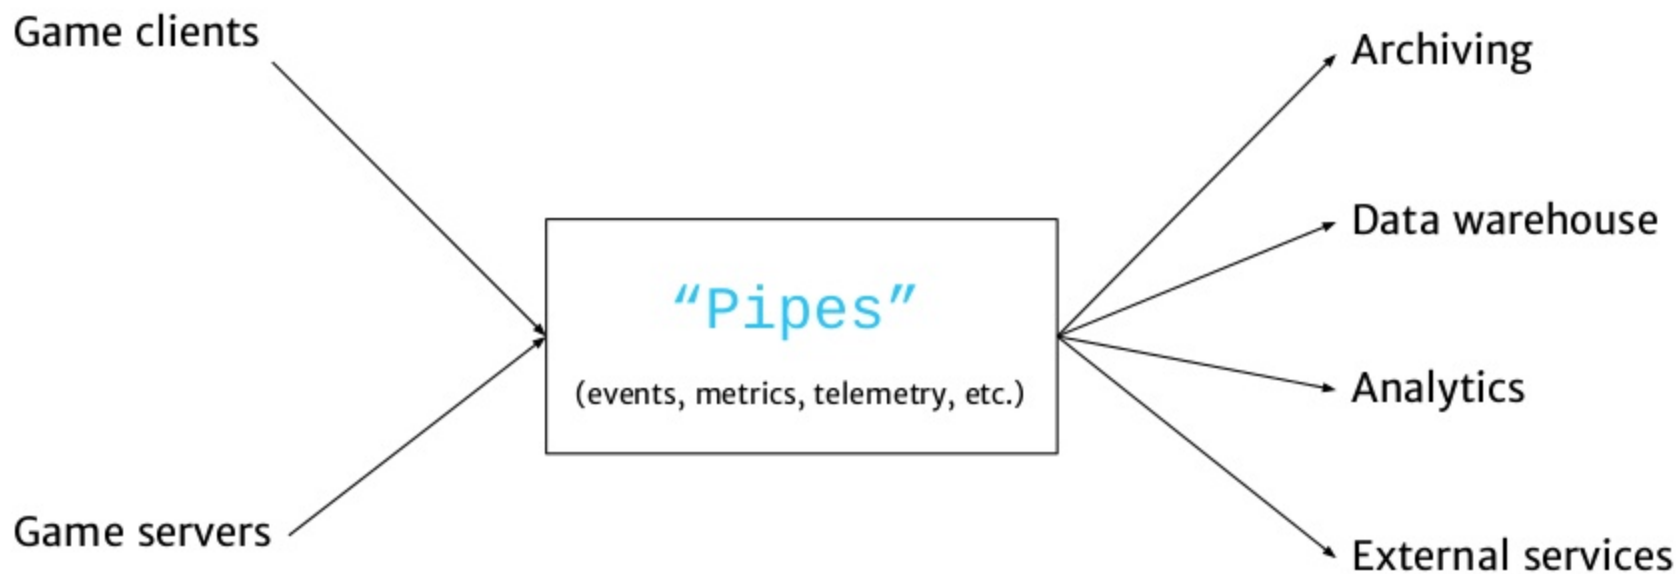 Game clients
Game servers
“Pipes”
(events, metrics, telemetry, etc.)
Archiving
Data warehouse
Analytics
External services